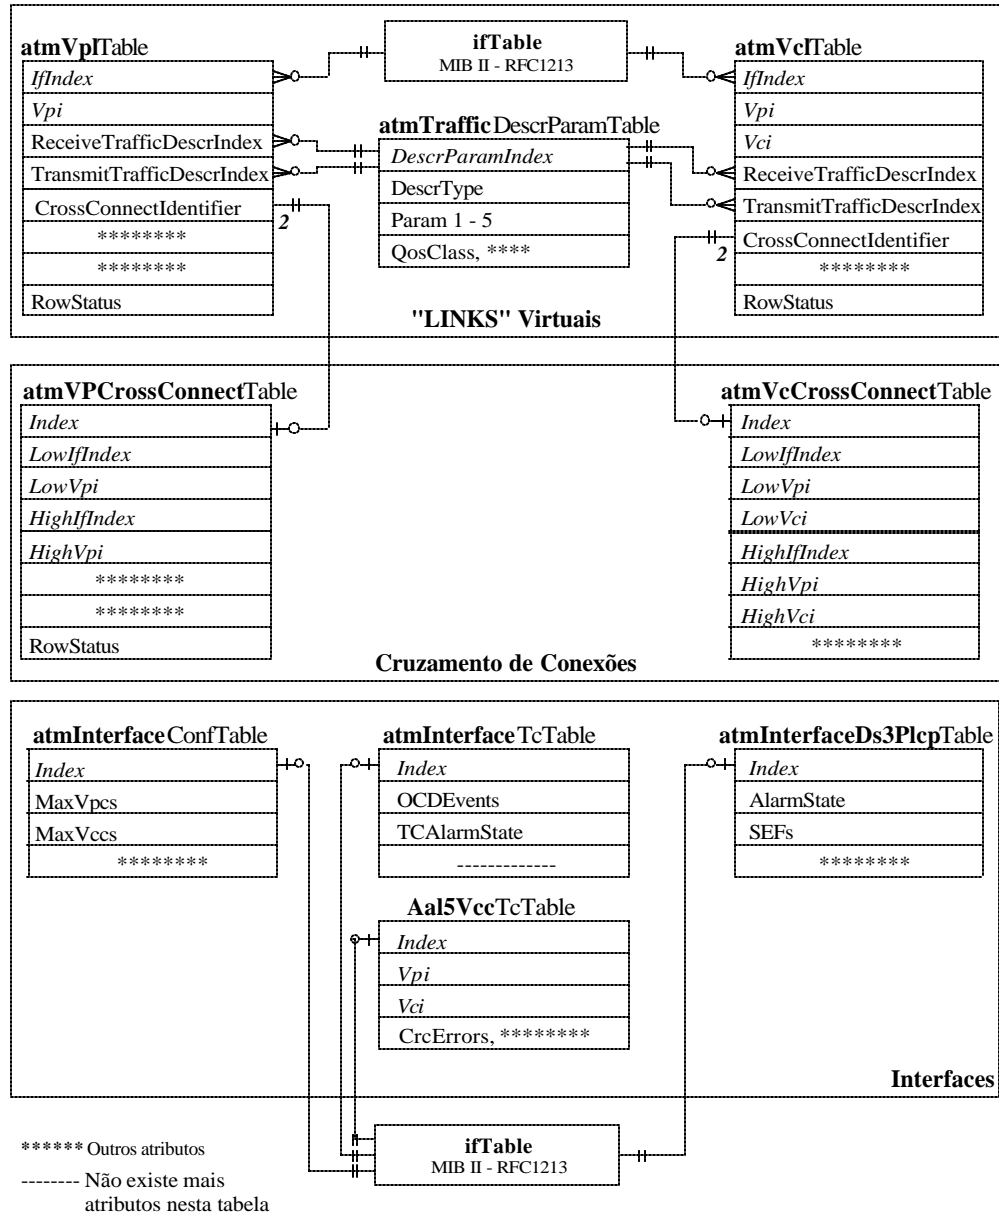 atmVplTable
IfIndex
Vpi
ReceiveTrafficDescrIndex
TransmitTrafficDescrIndex
CrossConnectIdentifier
********
********
RowStatus
2
ifTable
MIB II - RFC1213
atmTrafficDescrParamTable
DescrParamIndex
DescrType
Param 1 - 5
QosClass, ****
atmVclTable
IfIndex
Vpi
Vci
ReceiveTrafficDescrIndex
TransmitTrafficDescrIndex
CrossConnectIdentifier
********
RowStatus
2
"LINKS" Virtuais
atmVPCrossConnectTable
Index
LowIfIndex
LowVpi
HighIfIndex
HighVpi
********
********
RowStatus
atmVcCrossConnectTable
Index
LowIfIndex
LowVpi
LowVci
HighIfIndex
HighVpi
HighVci
********
Cruzamento de Conexões
atmInterfaceConfTable
Index
MaxVpcs
MaxVccs
********
atmInterfaceTcTable
Index
OCDEvents
TCAlarmState
-------------
atmInterfaceDs3PlcpTable
Index
AlarmState
SEFs
********
Aal5VccTcTable
Index
Vpi
Vci
CrcErrors, ********
Interfaces
ifTable
MIB II - RFC1213
****** Outros atributos
-------- Não existe mais
atributos nesta tabela